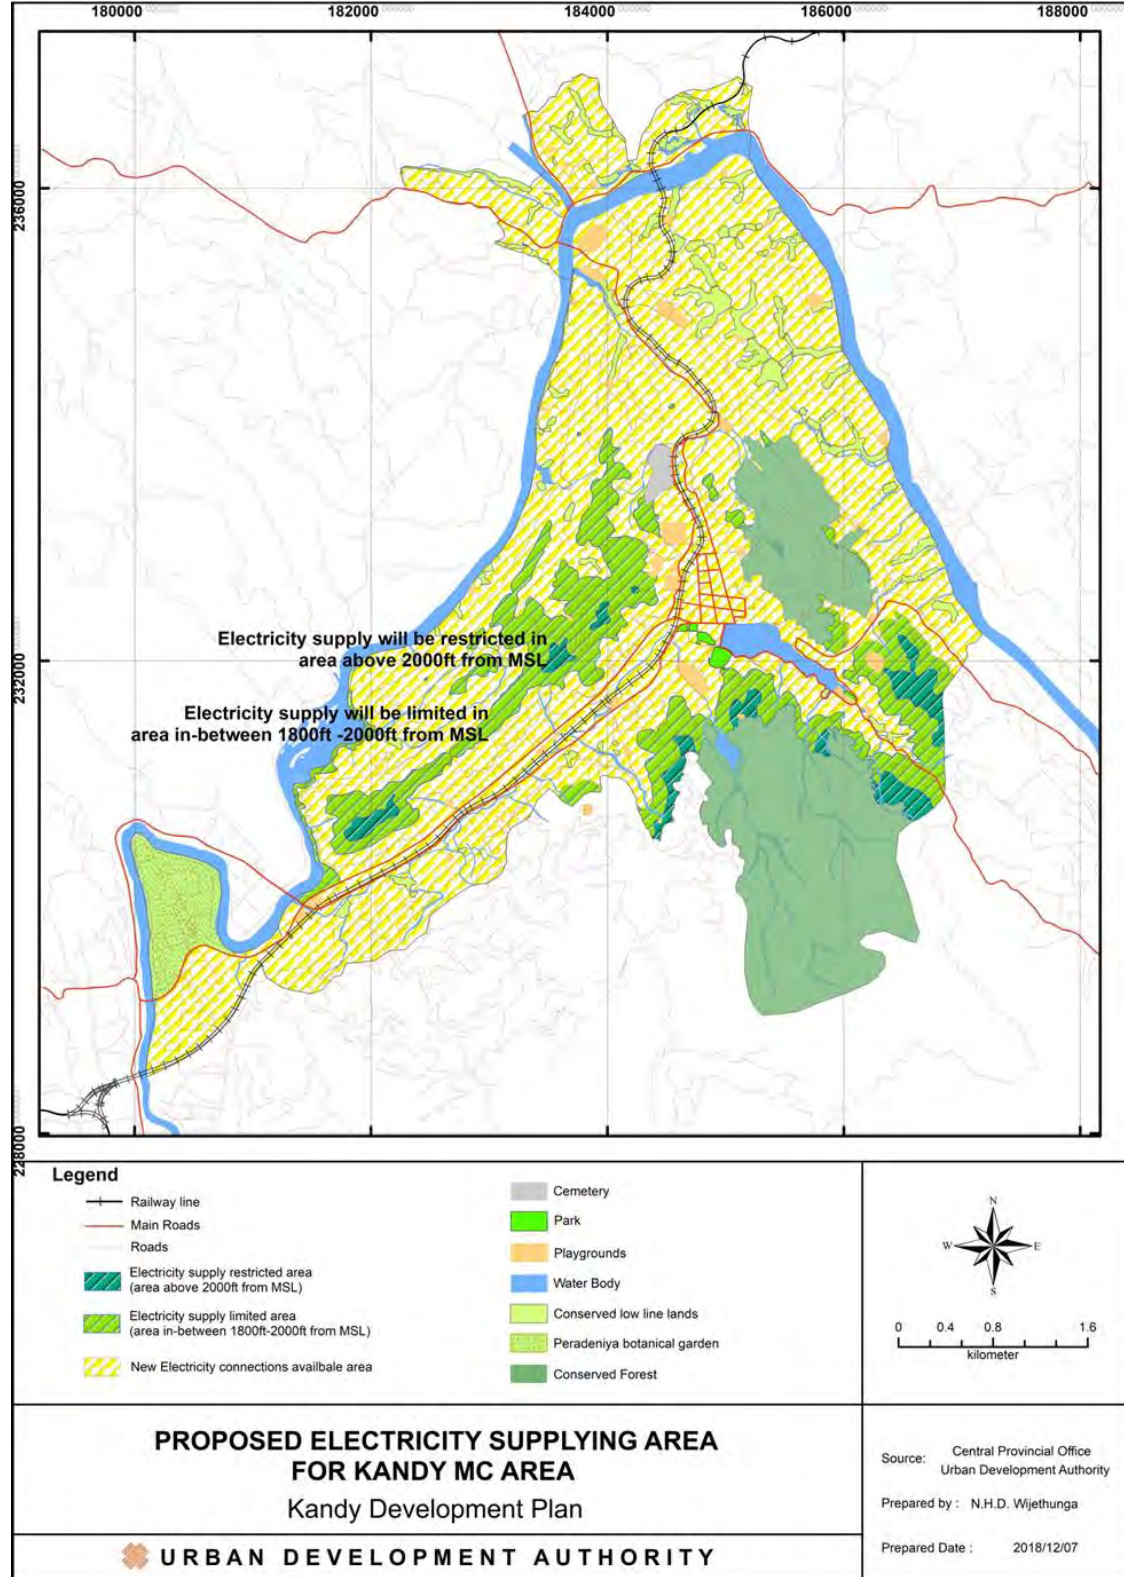 180000
182000
184000
186000
188000
236000
232000
228000
Electricity supply will be restricted in
area above 2000ft from MSL
Electricity supply will be limited in
area in-between 1800ft -2000ft from MSL
Legend
Railway line
Main Roads
Roads
Electricity supply restricted area
(area above 2000ft from MSL)
Electricity supply limited area
(area in-between 1800ft-2000ft from MSL)
New Electricity connections availbale area
Cemetery
Park
Playgrounds
Water Body
Conserved low line lands
Peradeniya botanical garden
Conserved Forest
N
W
E
S
0 0.4 0.8 1.6
kilometer
PROPOSED ELECTRICITY SUPPLYING AREA
FOR KANDY MC AREA
Kandy Development Plan
URBAN DEVELOPMENT AUTHORITY
Source: Central Provincial Office
Urban Development Authority
Prepared by : N.H.D. Wijethunga
Prepared Date : 2018/12/07